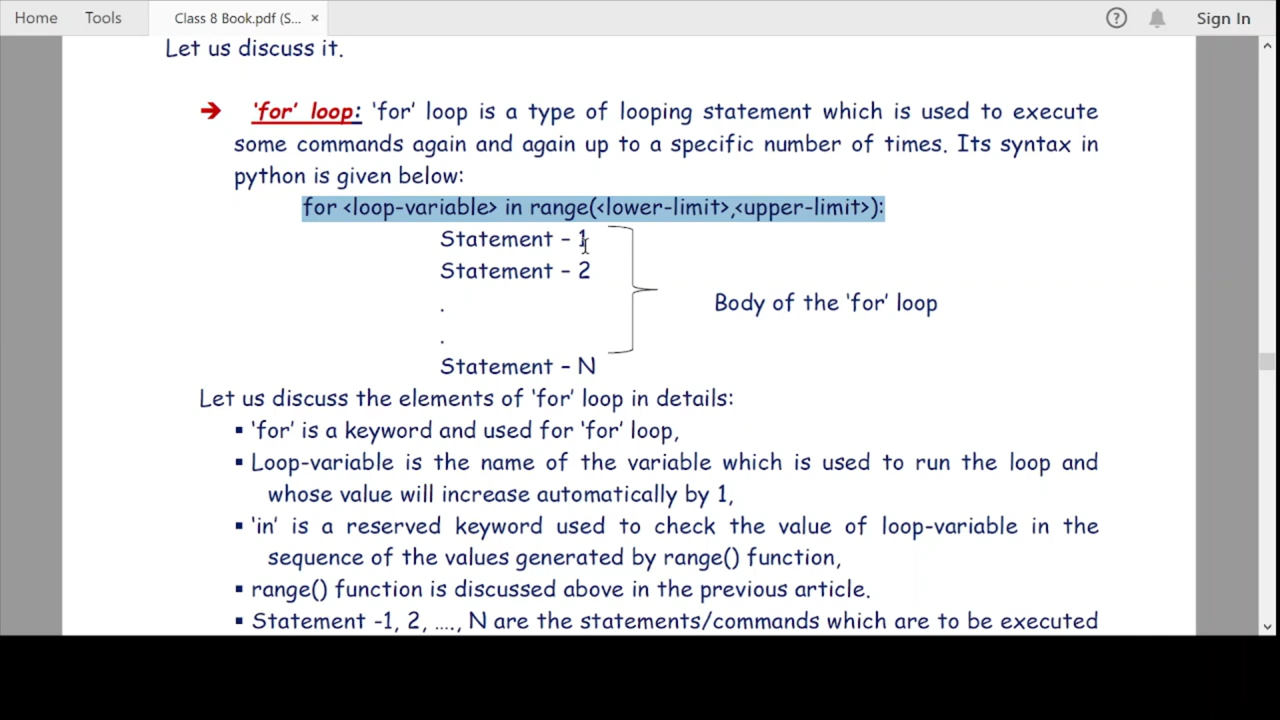 Home Tools Class 8 Book.pdf (S... × ? Sign In
Let us discuss it.
➔ 'for' loop: 'for' loop is a type of looping statement which is used to execute
some commands again and again up to a specific number of times. Its syntax in
python is given below:
for <loop-variable> in range(<lower-limit>,<upper-limit>):
Statement – 1
Statement – 2
.
Body of the 'for' loop
.
Statement – N
Let us discuss the elements of 'for' loop in details:
▪ 'for' is a keyword and used for 'for' loop,
▪ Loop-variable is the name of the variable which is used to run the loop and
whose value will increase automatically by 1,
▪ 'in' is a reserved keyword used to check the value of loop-variable in the
sequence of the values generated by range() function,
▪ range() function is discussed above in the previous article.
▪ Statement -1, 2, ...., N are the statements/commands which are to be executed